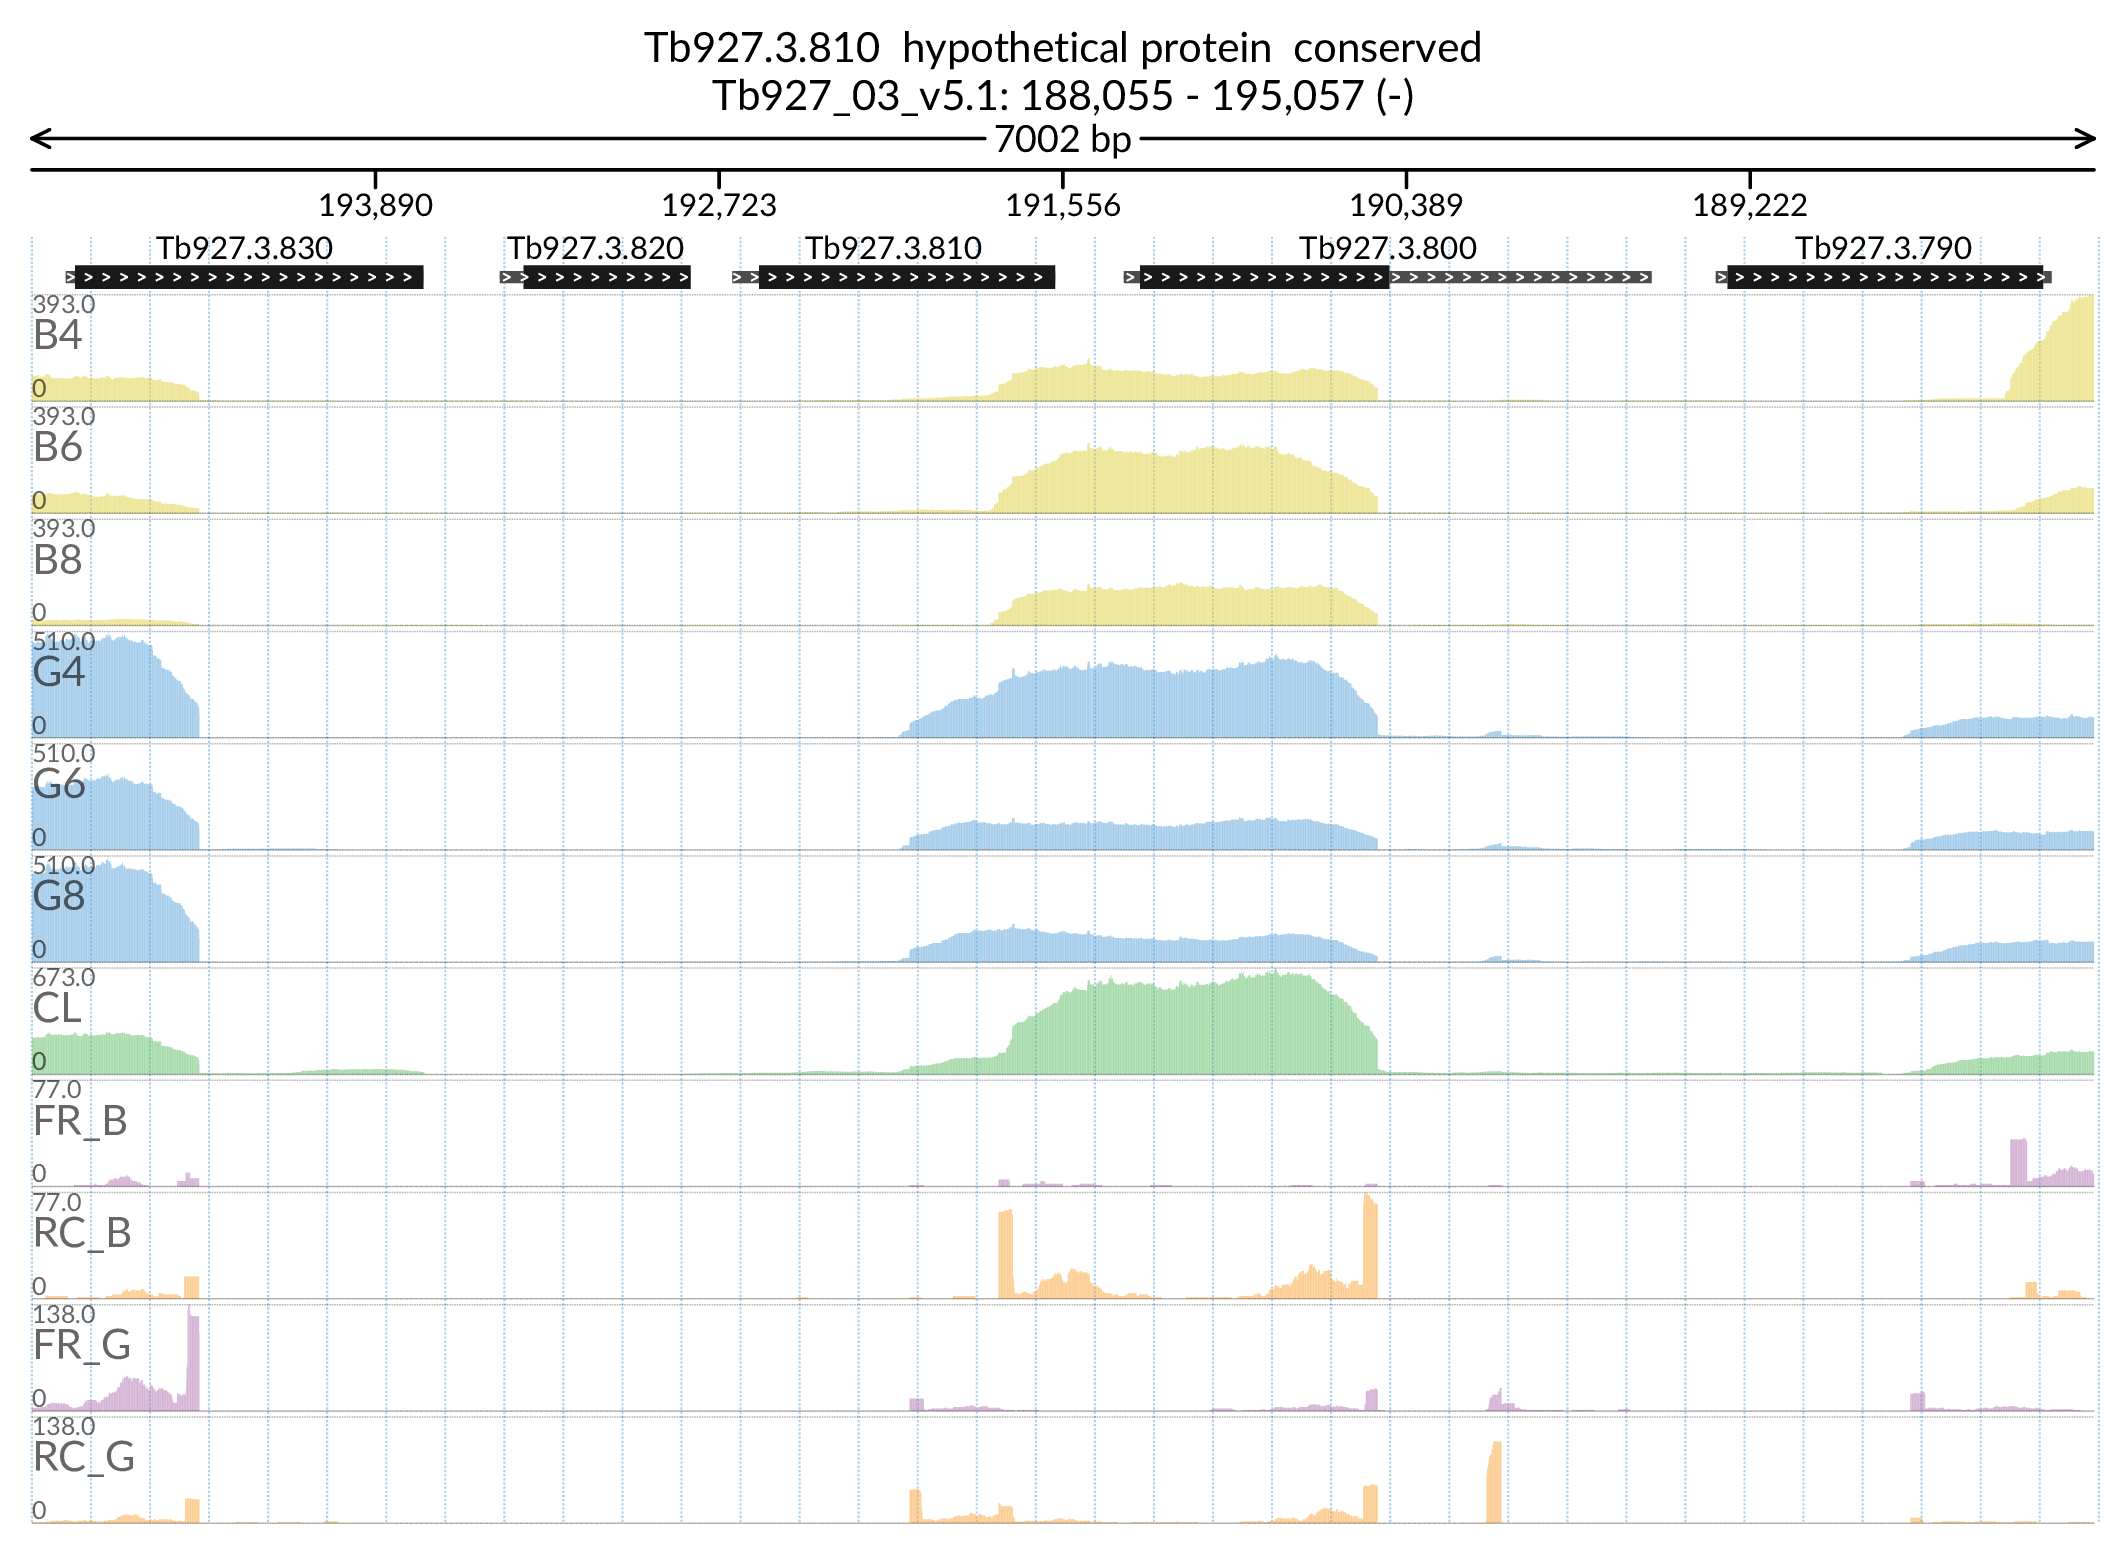 Tb927.3.810 hypothetical protein conserved
Tb927_03_v5.1: 188,055 - 195,057 (-)
7002 bp
193,890 192,723 191,556 190,389 189,222
Tb927.3.830 Tb927.3.820 Tb927.3.810 Tb927.3.800 Tb927.3.790
393.0
B4
0
393.0
B6
0
393.0
B8
0
510.0
G4
0
510.0
G6
0
510.0
G8
0
673.0
CL
0
77.0
FR_B
0
77.0
RC_B
0
138.0
FR_G
0
138.0
RC_G
0